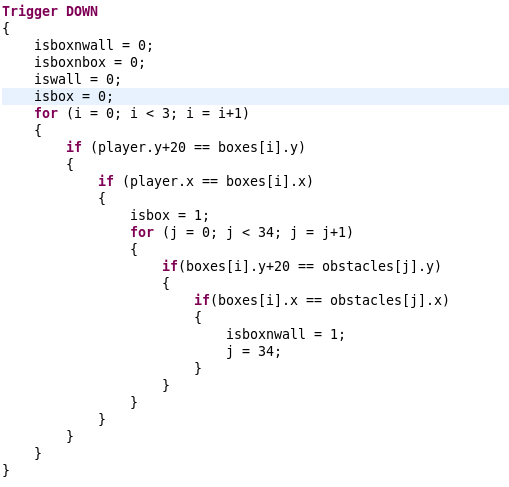 Trigger DOWN
{
    isboxnwall = 0;
    isboxnbox = 0;
    iswall = 0;
    isbox = 0;
    for (i = 0; i < 3; i = i+1)
    {
        if (player.y+20 == boxes[i].y)
        {
            if (player.x == boxes[i].x)
            {
                isbox = 1;
                for (j = 0; j < 34; j = j+1)
                {
                    if(boxes[i].y+20 == obstacles[j].y)
                    {
                        if(boxes[i].x == obstacles[j].x)
                        {
                            isboxnwall = 1;
                            j = 34;
                        }
                    }
                }
            }
        }
    }
}